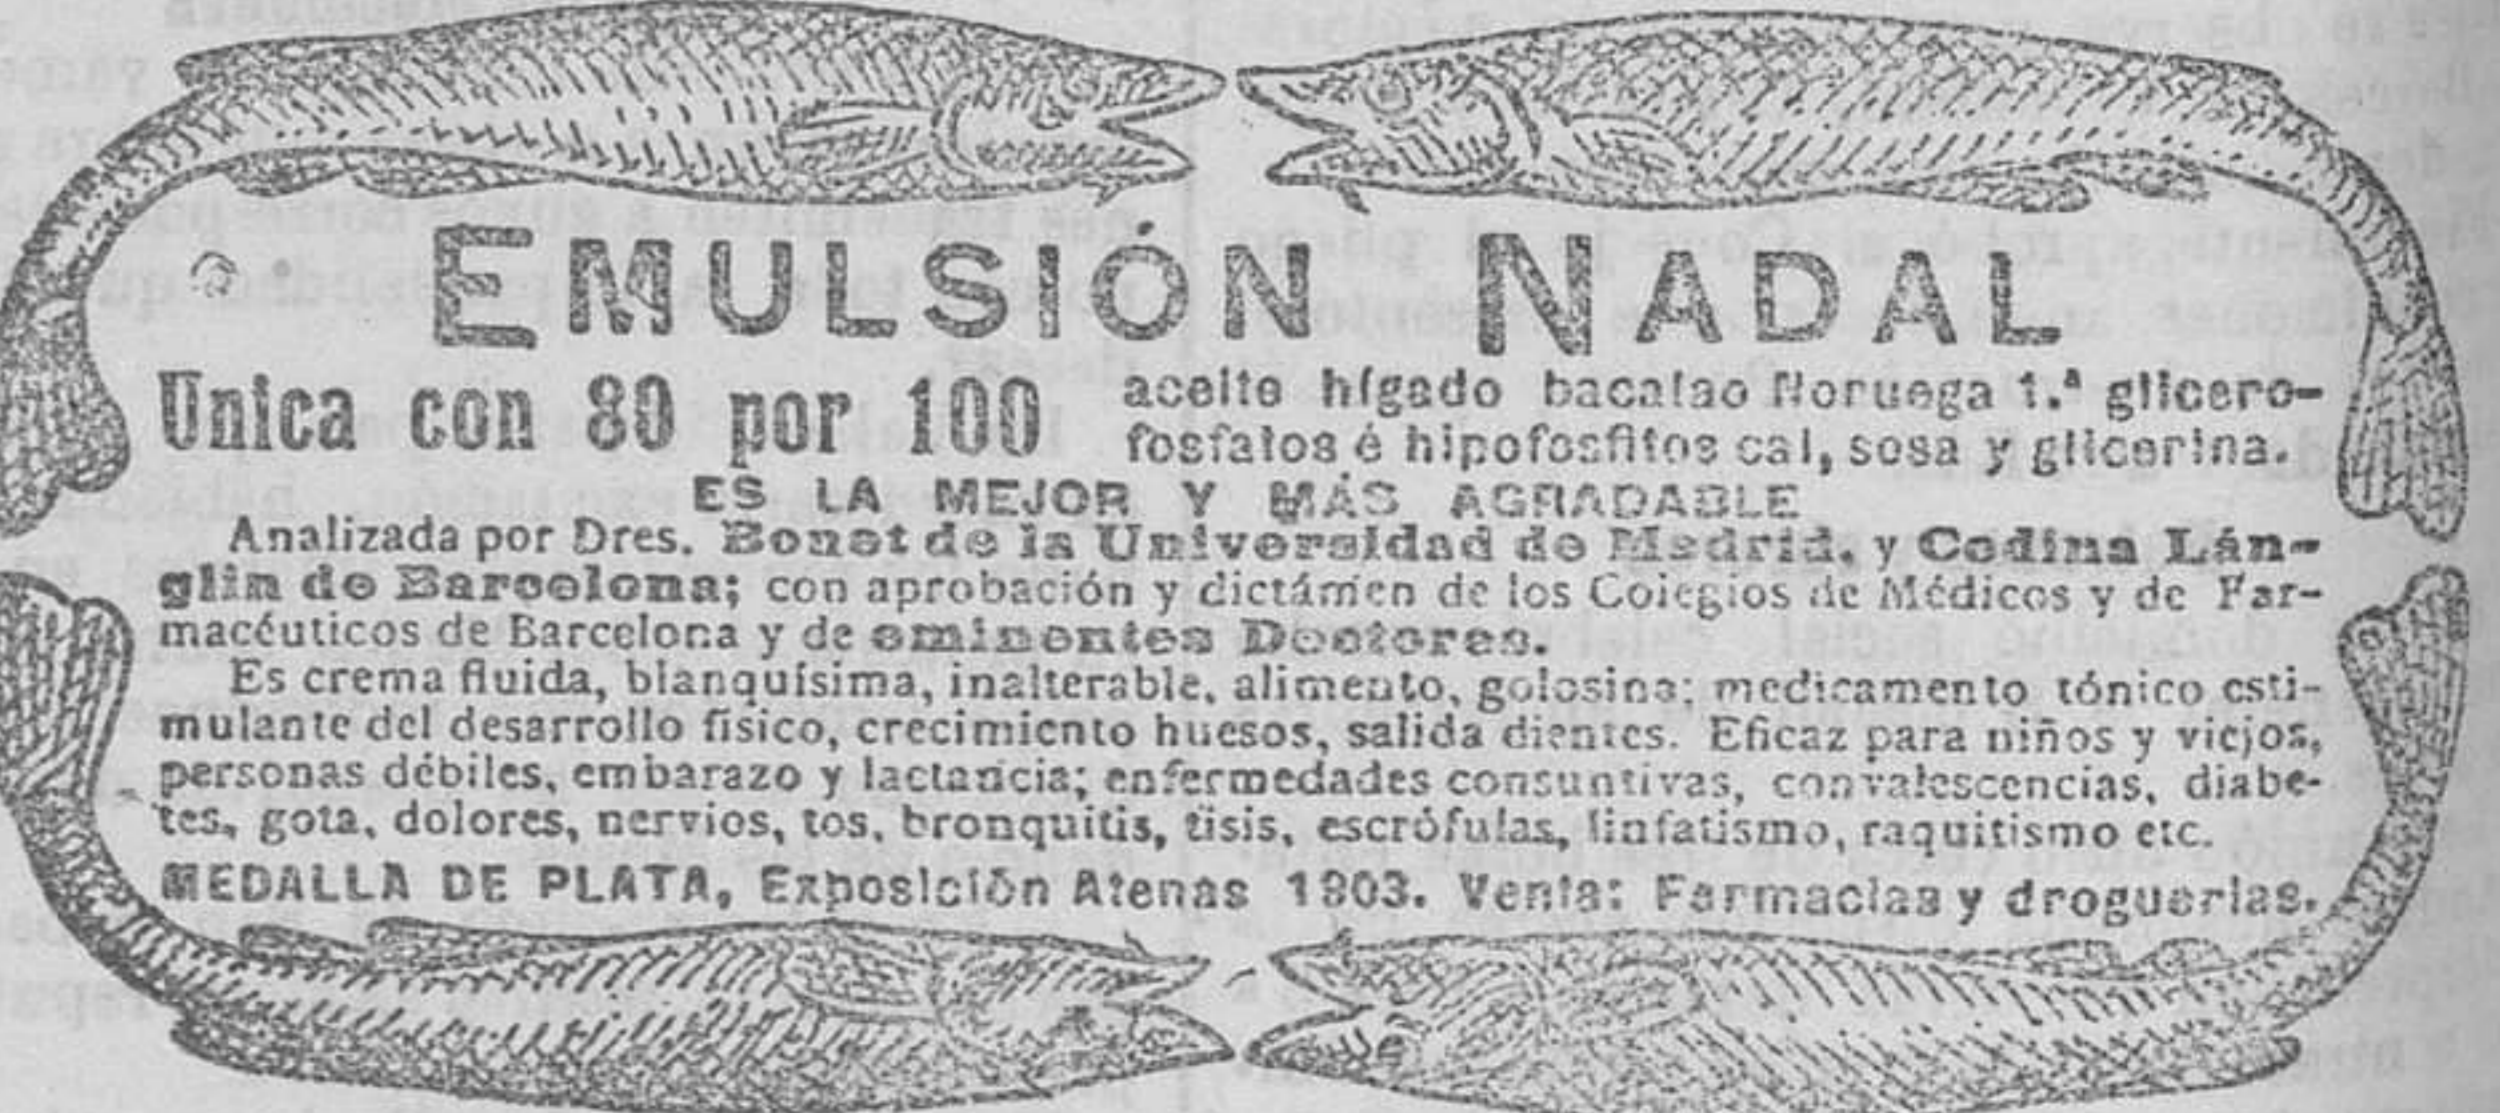 EMULSIÓN NADAL
Unica con 80 por 100
aceite hígado bacalao Noruega 1.ª glicero-
fosfatos é hipofosfitos cal, sosa y glicerina.
ES LA MEJOR Y MÁS AGRADABLE
Analizada por Dres. Bonet de la Universidad de Madrid, y Codina Län-
glin de Barcelona; con aprobación y dictámen de los Colegios de Médicos y de Far-
macéuticos de Barcelona y de eminentes Doctores.
Es crema fluida, blanquísima, inalterable, alimento, golosina; medicamento tónico esti-
mulante del desarrollo físico, crecimiento huesos, salida dientes. Eficaz para niños y viejos,
personas débiles, embarazo y lactancia; enfermedades consuntivas, convalescencias, diabe-
tes, gota, dolores, nervios, tos, bronquitis, tisis, escrófulas, linfatismo, raquitismo etc.
MEDALLA DE PLATA, Exposición Atenas 1903. Venta: Farmacias y droguerías.